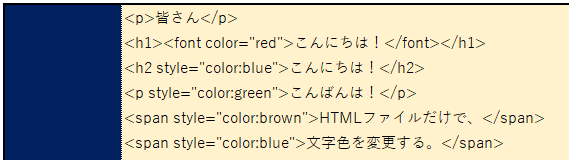 <p>皆さん</p>
<h1><font color="red">こんにちは！</font></h1>
<h2 style="color:blue">こんにちは！</h2>
<p style="color:green">こんばんは！</p>
<span style="color:brown">HTMLファイルだけで、</span>
<span style="color:blue">文字色を変更する。</span>